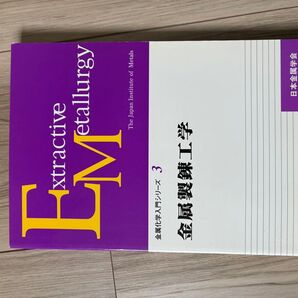 Extractive
Metallurgy
The Japan Institute of Metals
金属化学入門シリーズ 3
金属製錬工学
日本金属学会